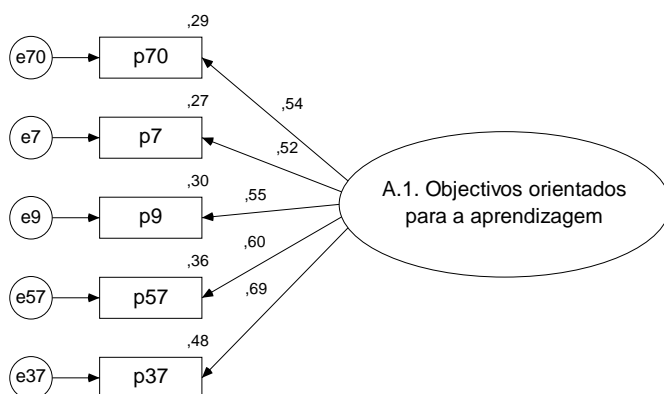 ,29
e70
p70
,54
,27
e7
p7
,52
,30
e9
p9
,55
A.1. Objectivos orientados
para a aprendizagem
,36
e57
p57
,60
,48
e37
p37
,69